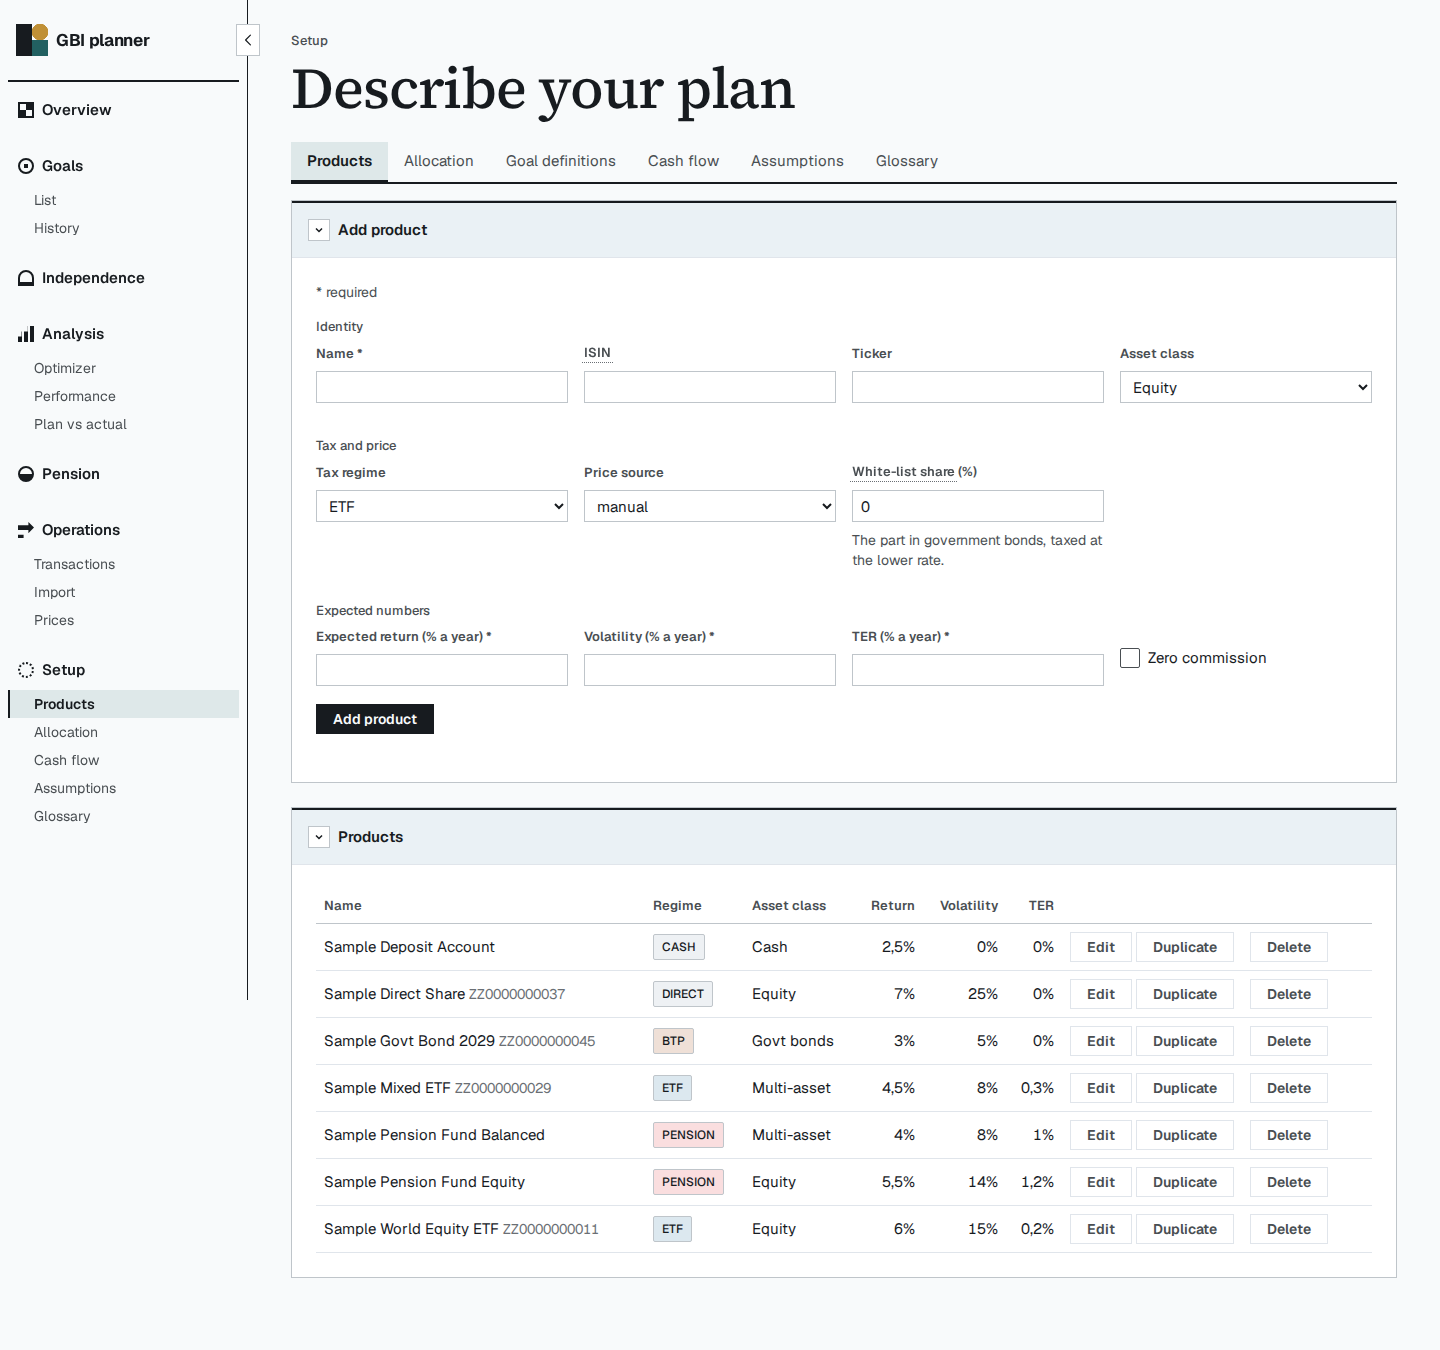 GBI planner
Overview
Goals
List
History
Independence
Analysis
Optimizer
Performance
Plan vs actual
Pension
Operations
Transactions
Import
Prices
Setup
Products
Allocation
Cash flow
Assumptions
Glossary
Setup
Describe your plan
Products Allocation Goal definitions Cash flow Assumptions Glossary
Add product
* required
Identity
Name * ISIN Ticker Asset class
Equity
Tax and price
Tax regime Price source White-list share (%)
ETF manual 0
The part in government bonds, taxed at
the lower rate.
Expected numbers
Expected return (% a year) * Volatility (% a year) * TER (% a year) *
Zero commission
Add product
Products
Name Regime Asset class Return Volatility TER
Sample Deposit Account CASH Cash 2,5% 0% 0% Edit Duplicate Delete
Sample Direct Share ZZ0000000037 DIRECT Equity 7% 25% 0% Edit Duplicate Delete
Sample Govt Bond 2029 ZZ0000000045 BTP Govt bonds 3% 5% 0% Edit Duplicate Delete
Sample Mixed ETF ZZ0000000029 ETF Multi-asset 4,5% 8% 0,3% Edit Duplicate Delete
Sample Pension Fund Balanced PENSION Multi-asset 4% 8% 1% Edit Duplicate Delete
Sample Pension Fund Equity PENSION Equity 5,5% 14% 1,2% Edit Duplicate Delete
Sample World Equity ETF ZZ0000000011 ETF Equity 6% 15% 0,2% Edit Duplicate Delete